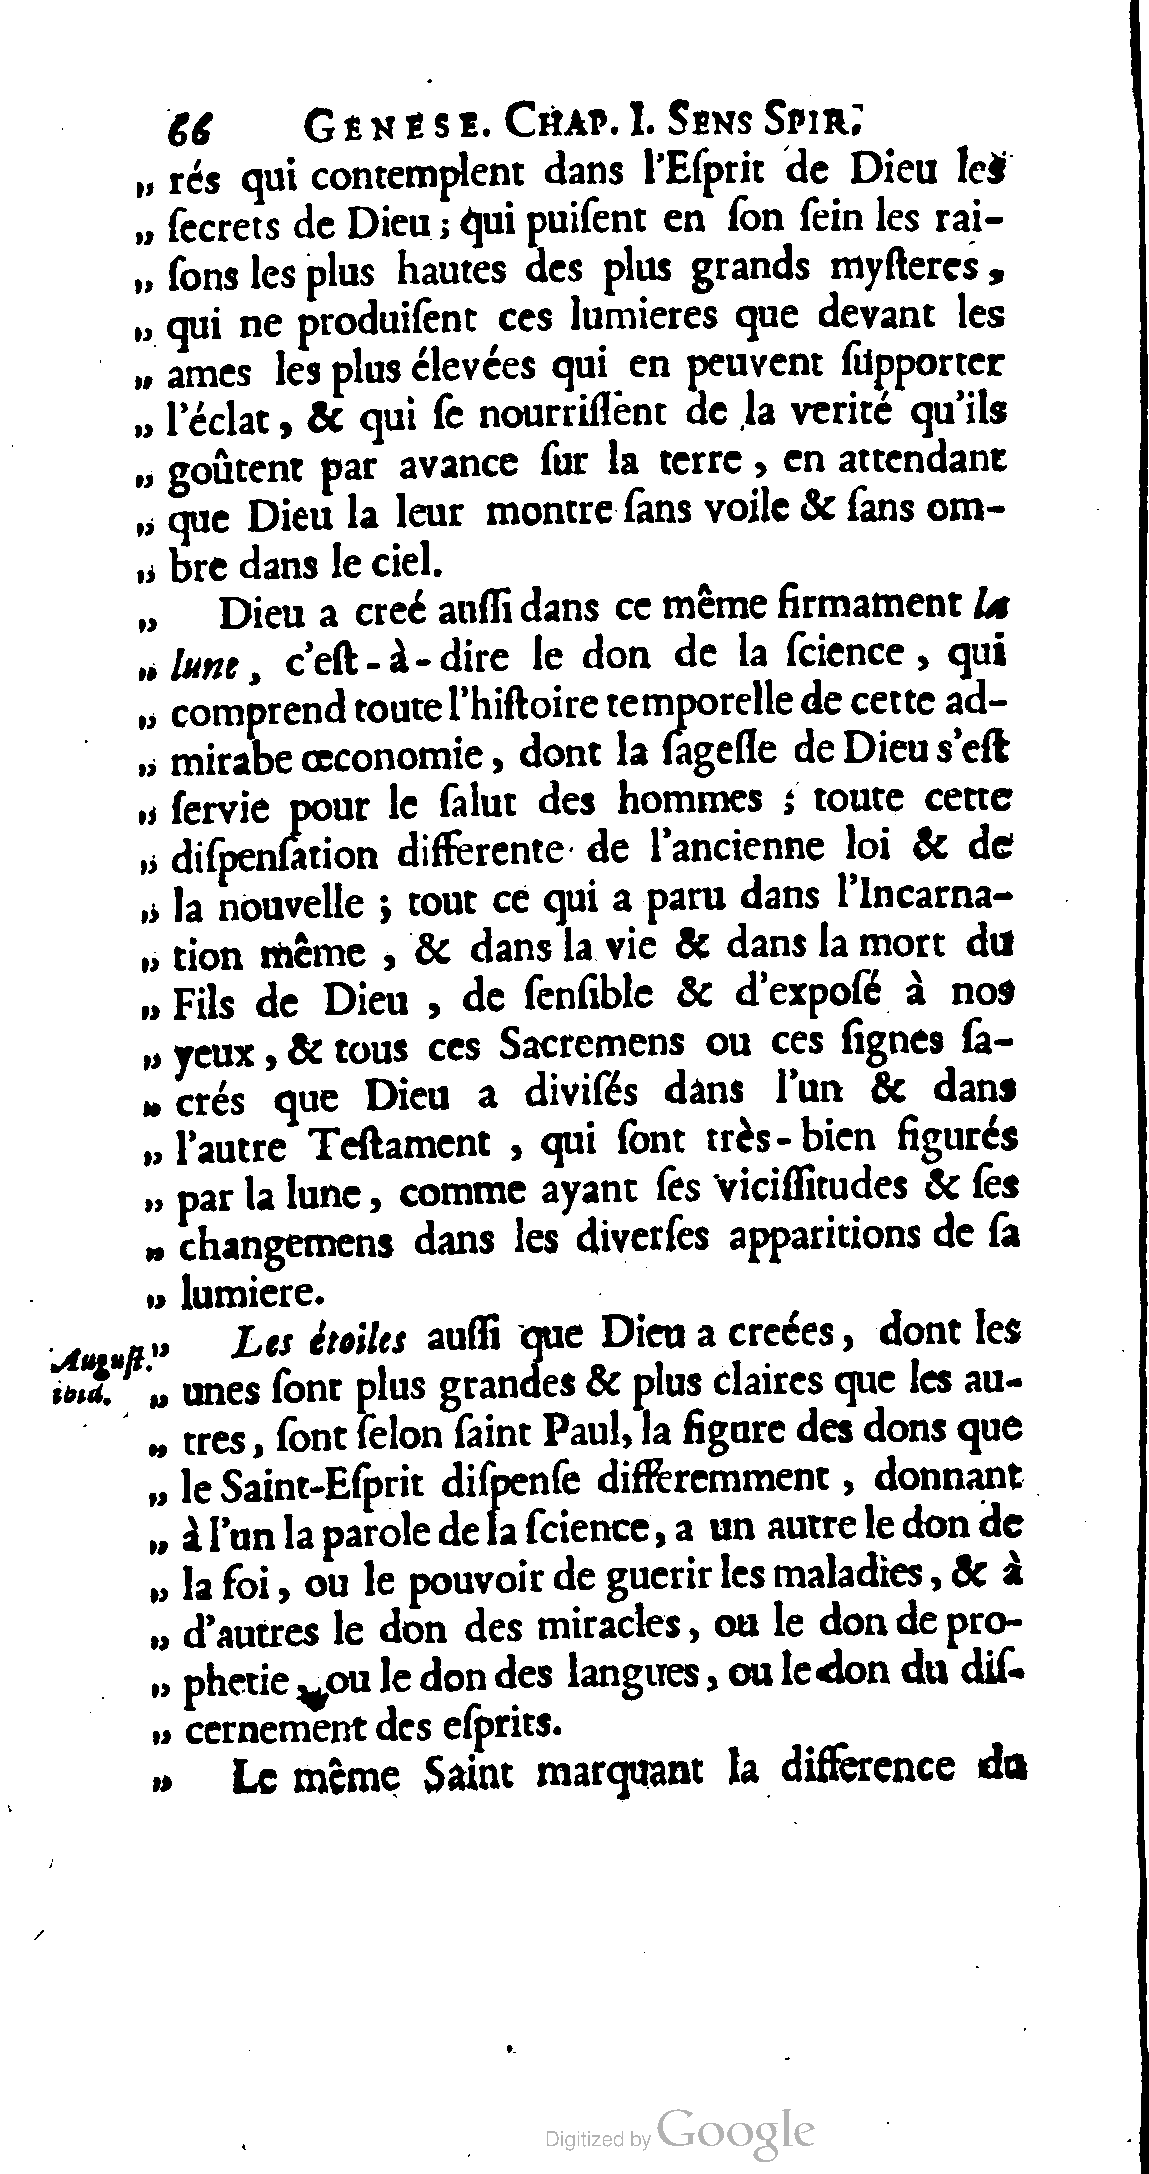 66 GENESE. CHAP. I. SENS SPIR.
„ rés qui contemplent dans l'Eſprit de Dieu les
„ ſecrets de Dieu ; qui puiſent en ſon ſein les rai-
„ ſons les plus hautes des plus grands myſteres ,
„ qui ne produiſent ces lumieres que devant les
„ ames les plus élevées qui en peuvent ſupporter
„ l'éclat , & qui ſe nourriſſent de la verité qu'ils
„ goûtent par avance ſur la terre , en attendant
„ que Dieu la leur montre ſans voile & ſans om-
„ bre dans le ciel.
„ Dieu a creé auſſi dans ce même firmament la
„ lune , c'eſt-à-dire le don de la ſcience , qui
„ comprend toute l'hiſtoire temporelle de cette ad-
„ mirabe œconomie , dont la ſageſſe de Dieu s'eſt
„ ſervie pour le ſalut des hommes ; toute cette
„ diſpenſation differente de l'ancienne loi & de
„ la nouvelle ; tout ce qui a paru dans l'Incarna-
„ tion même , & dans la vie & dans la mort du
„ Fils de Dieu , de ſenſible & d'expoſé à nos
„ yeux , & tous ces Sacremens ou ces ſignes ſa-
„ crés que Dieu a diviſés dans l'un & dans
„ l'autre Teſtament , qui ſont très-bien figurés
„ par la lune , comme ayant ſes viciſſitudes & ſes
„ changemens dans les diverſes apparitions de ſa
„ lumiere.
Auguſt. „ Les étoiles auſſi que Dieu a creées , dont les
ibid. „ unes ſont plus grandes & plus claires que les au-
„ tres , ſont ſelon ſaint Paul, la figure des dons que
„ le Saint-Eſprit diſpenſe differemment , donnant
„ à l'un la parole de la ſcience , a un autre le don de
„ la foi , ou le pouvoir de guerir les maladies , & à
„ d'autres le don des miracles , ou le don de pro-
„ phetie , ou le don des langues , ou le don du diſ-
„ cernement des eſprits.
„ Le même Saint marquant la difference du
Digitized by Google